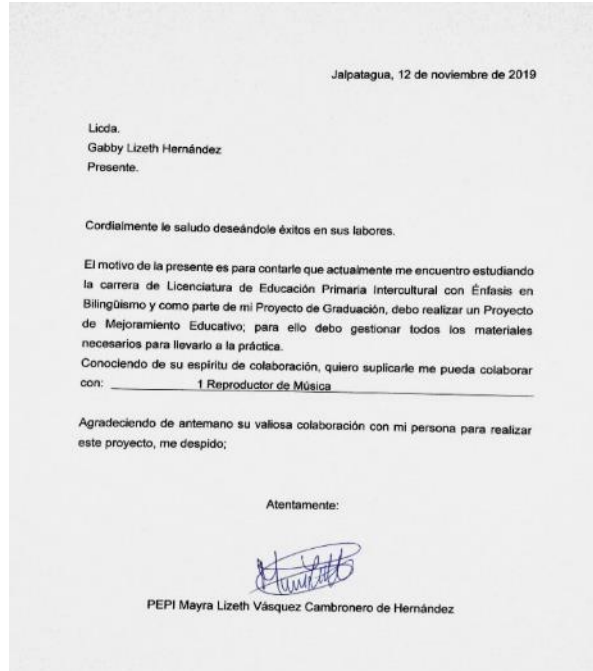 Jalpatagua, 12 de noviembre de 2019
Licda.
Gabby Lizeth Hernández
Presente.
Cordialmente le saludo deseándole éxitos en sus labores.
El motivo de la presente es para contarle que actualmente me encuentro estudiando
la carrera de Licenciatura de Educación Primaria Intercultural con Énfasis en
Bilingüismo y como parte de mi Proyecto de Graduación, debo realizar un Proyecto
de Mejoramiento Educativo; para ello debo gestionar todos los materiales
necesarios para llevarlo a la práctica.
Conociendo de su espíritu de colaboración, quiero suplicarle me pueda colaborar
con: 1 Reproductor de Música
Agradeciendo de antemano su valiosa colaboración con mi persona para realizar
este proyecto, me despido;
Atentamente:
PEPI Mayra Lizeth Vásquez Cambronero de Hernández